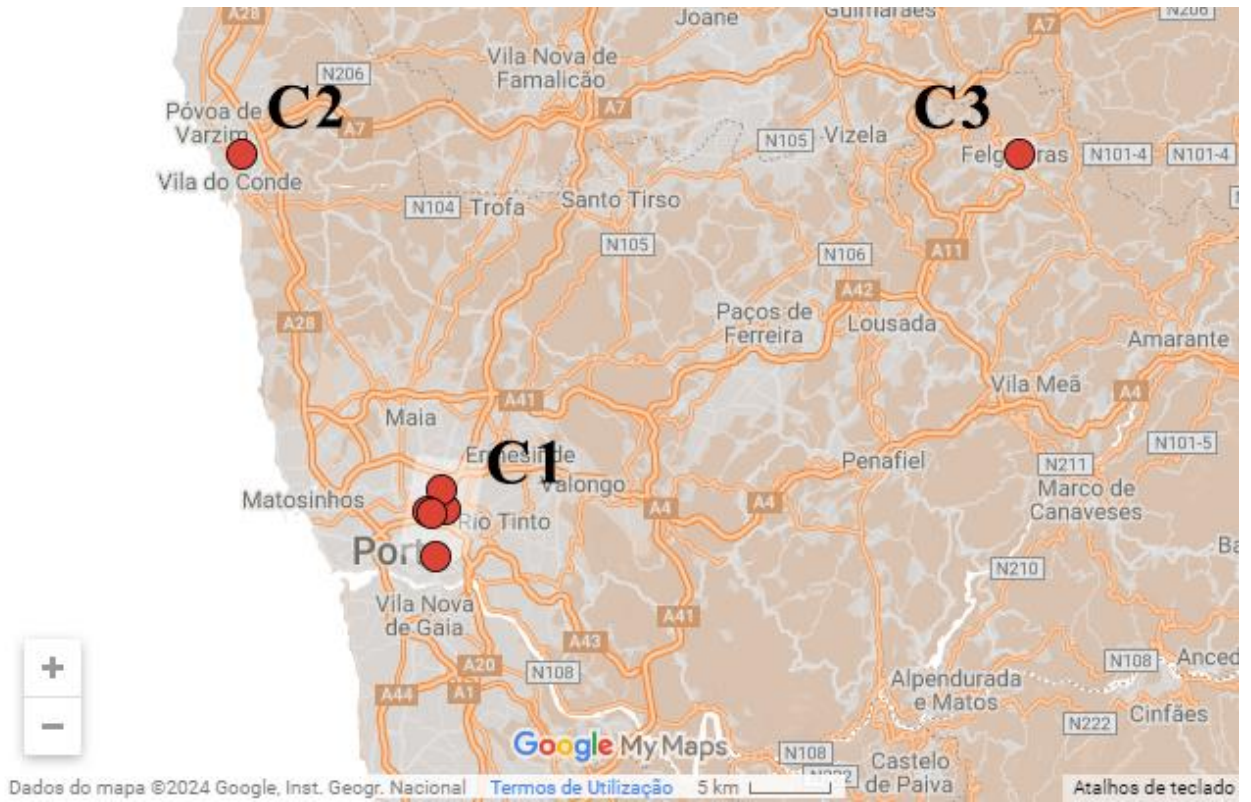 A28
Joane
Guimarães
N206
A7
Vila Nova de
Famalicão
N206
C2
A7
C3
Póvoa de
Varzim
A7
N105
Vizela
Felg ras
N101-4
N101-4
Vila do Conde
N104
Trofa
Santo Tirso
N105
N106
A11
A42
Paços de
Ferreira
Lousada
A28
Amarante
Vila Meã
A4
A41
Maia
C1
Ermesinde
N101-5
Penafiel
N211
Valongo
Matosinhos
Marco de
Canaveses
A4
A4
Rio Tinto
Port
N210
Vila Nova
de Gaia
A41
A43
A20
N108
N108
Anced
A44
A1
Alpendurada
e Matos
Cinfães
N222
Google My Maps
N108
Castelo
de Paiva
+
−
Dados do mapa ©2024 Google, Inst. Geogr. Nacional
Termos de Utilização
5 km
Atalhos de teclado